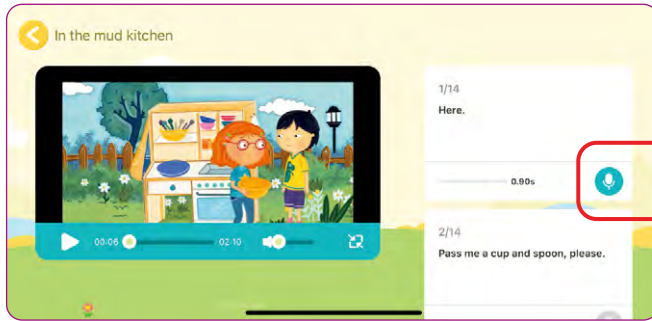 In the mud kitchen
00:06
02:10
1/14
Here.
0.90s
2/14
Pass me a cup and spoon, please.